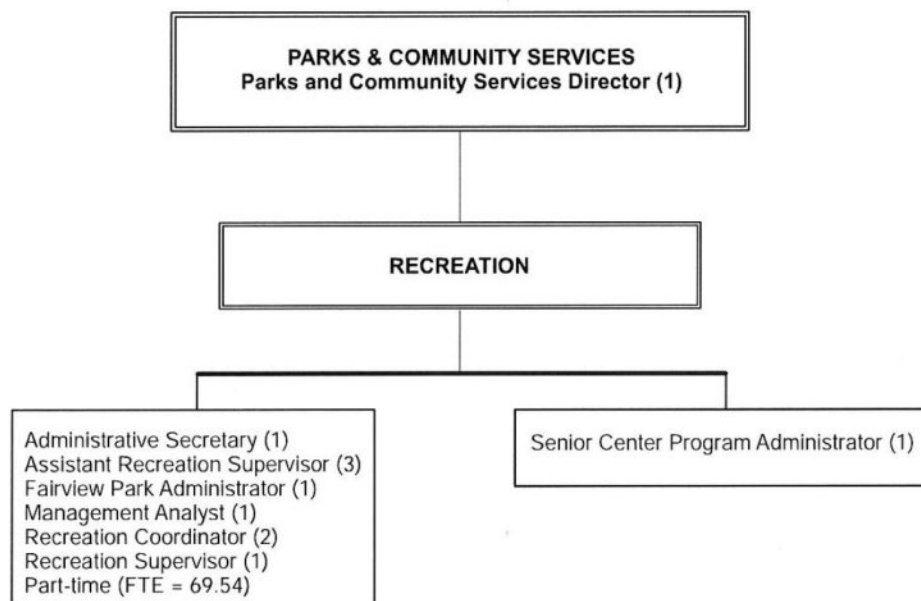 PARKS & COMMUNITY SERVICES
Parks and Community Services Director (1)
RECREATION
Administrative Secretary (1)
Assistant Recreation Supervisor (3)
Fairview Park Administrator (1)
Management Analyst (1)
Recreation Coordinator (2)
Recreation Supervisor (1)
Part-time (FTE = 69.54)
Senior Center Program Administrator (1)